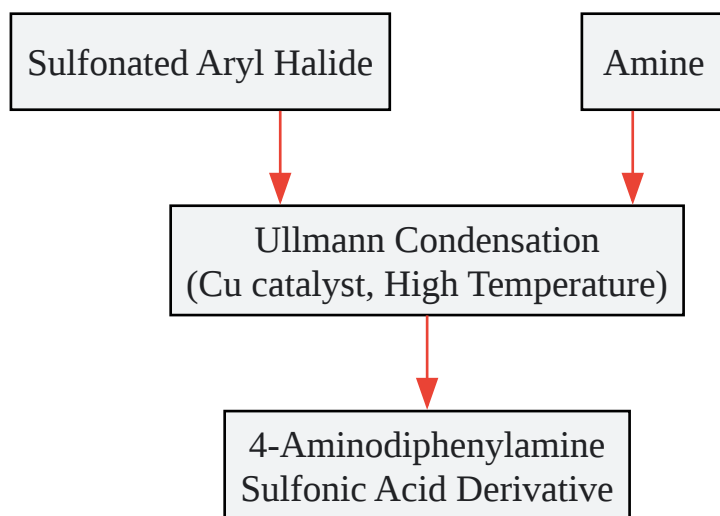 Sulfonated Aryl Halide
Amine
Ullmann Condensation
(Cu catalyst, High Temperature)
4-Aminodiphenylamine
Sulfonic Acid Derivative